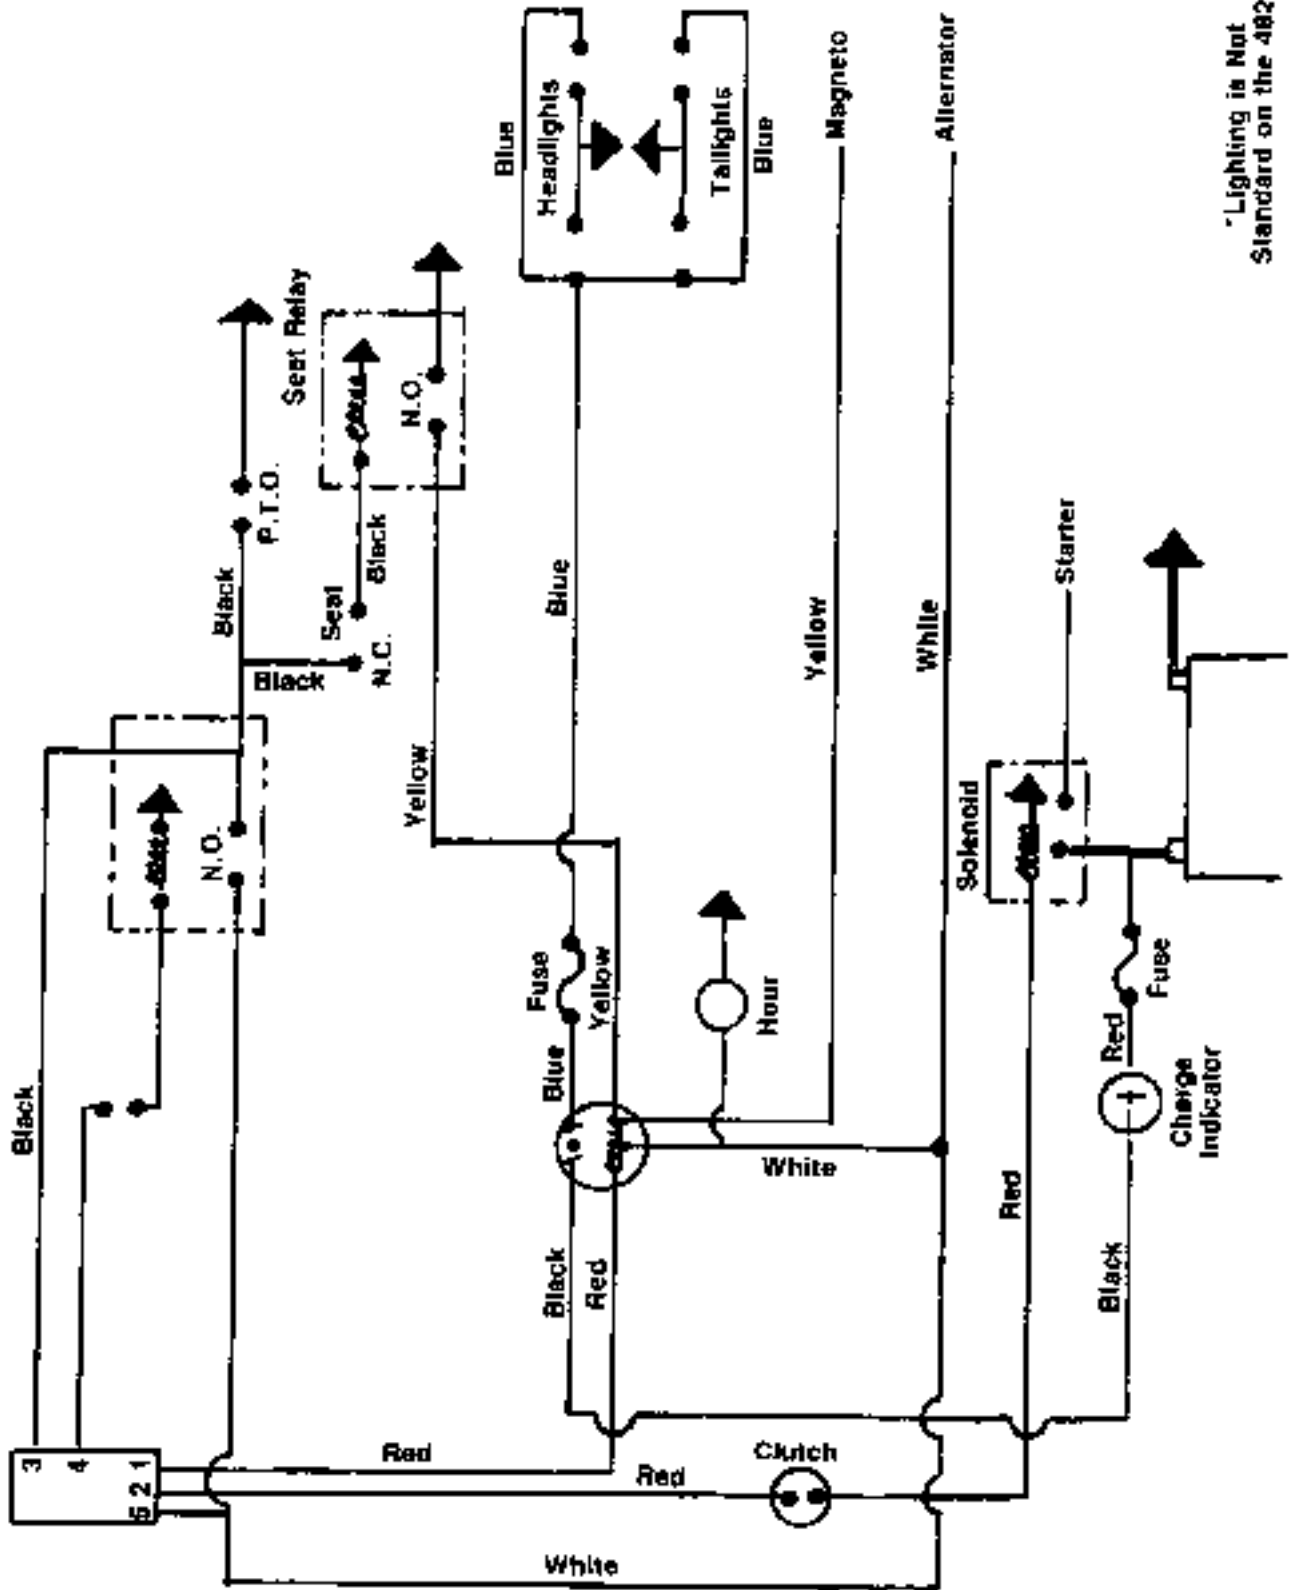 Black
3
4
1
2
5
N.O.
Black
P.T.O.
Black
Seat Relay
Seat
N.C.
Black
Red
N.O.
Yellow
Blue
Fuse
Headlights
Black
Blue
Blue
White
Red
Yellow
Red
Taillights
Blue
Hour
Clutch
White
Yellow
Magneto
White
Alternator
Solenoid
Red
Starter
Black
Red
Fuse
Charge
Indicator
*Lighting is Not
Standard on the 482